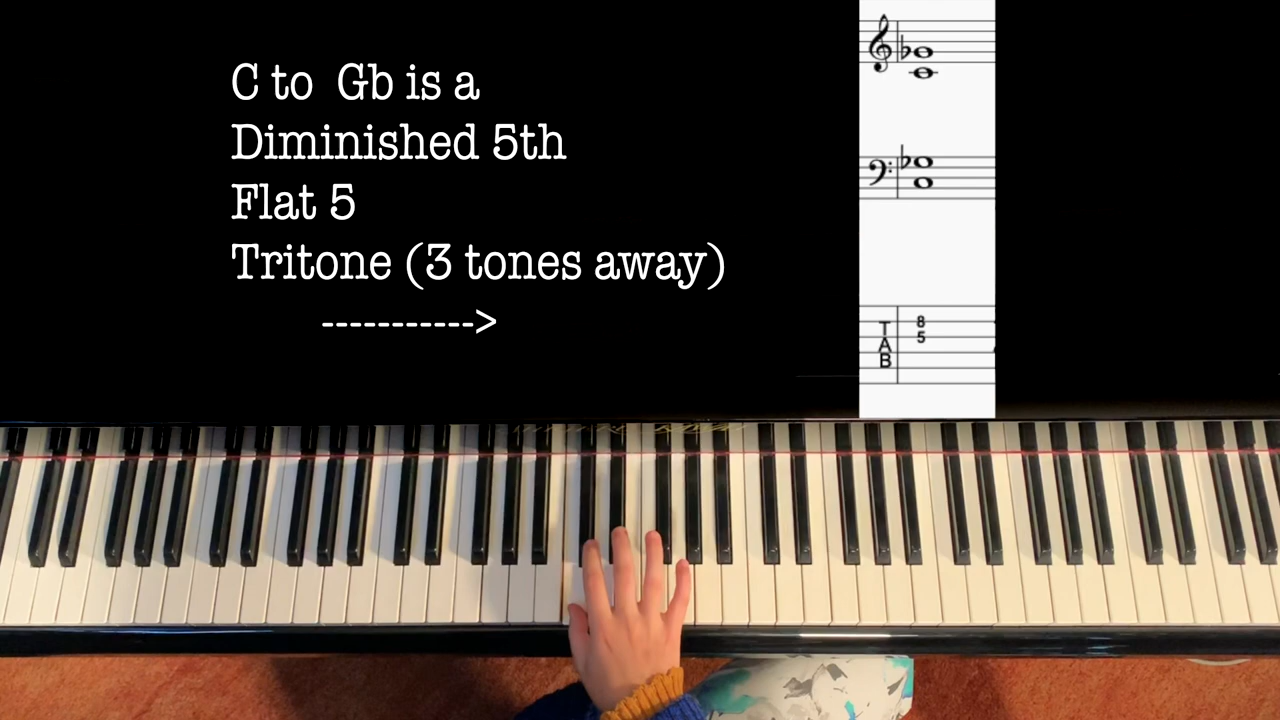 C to Gb is a
Diminished 5th
Flat 5
Tritone (3 tones away)
----------->
T 8
A 5
B